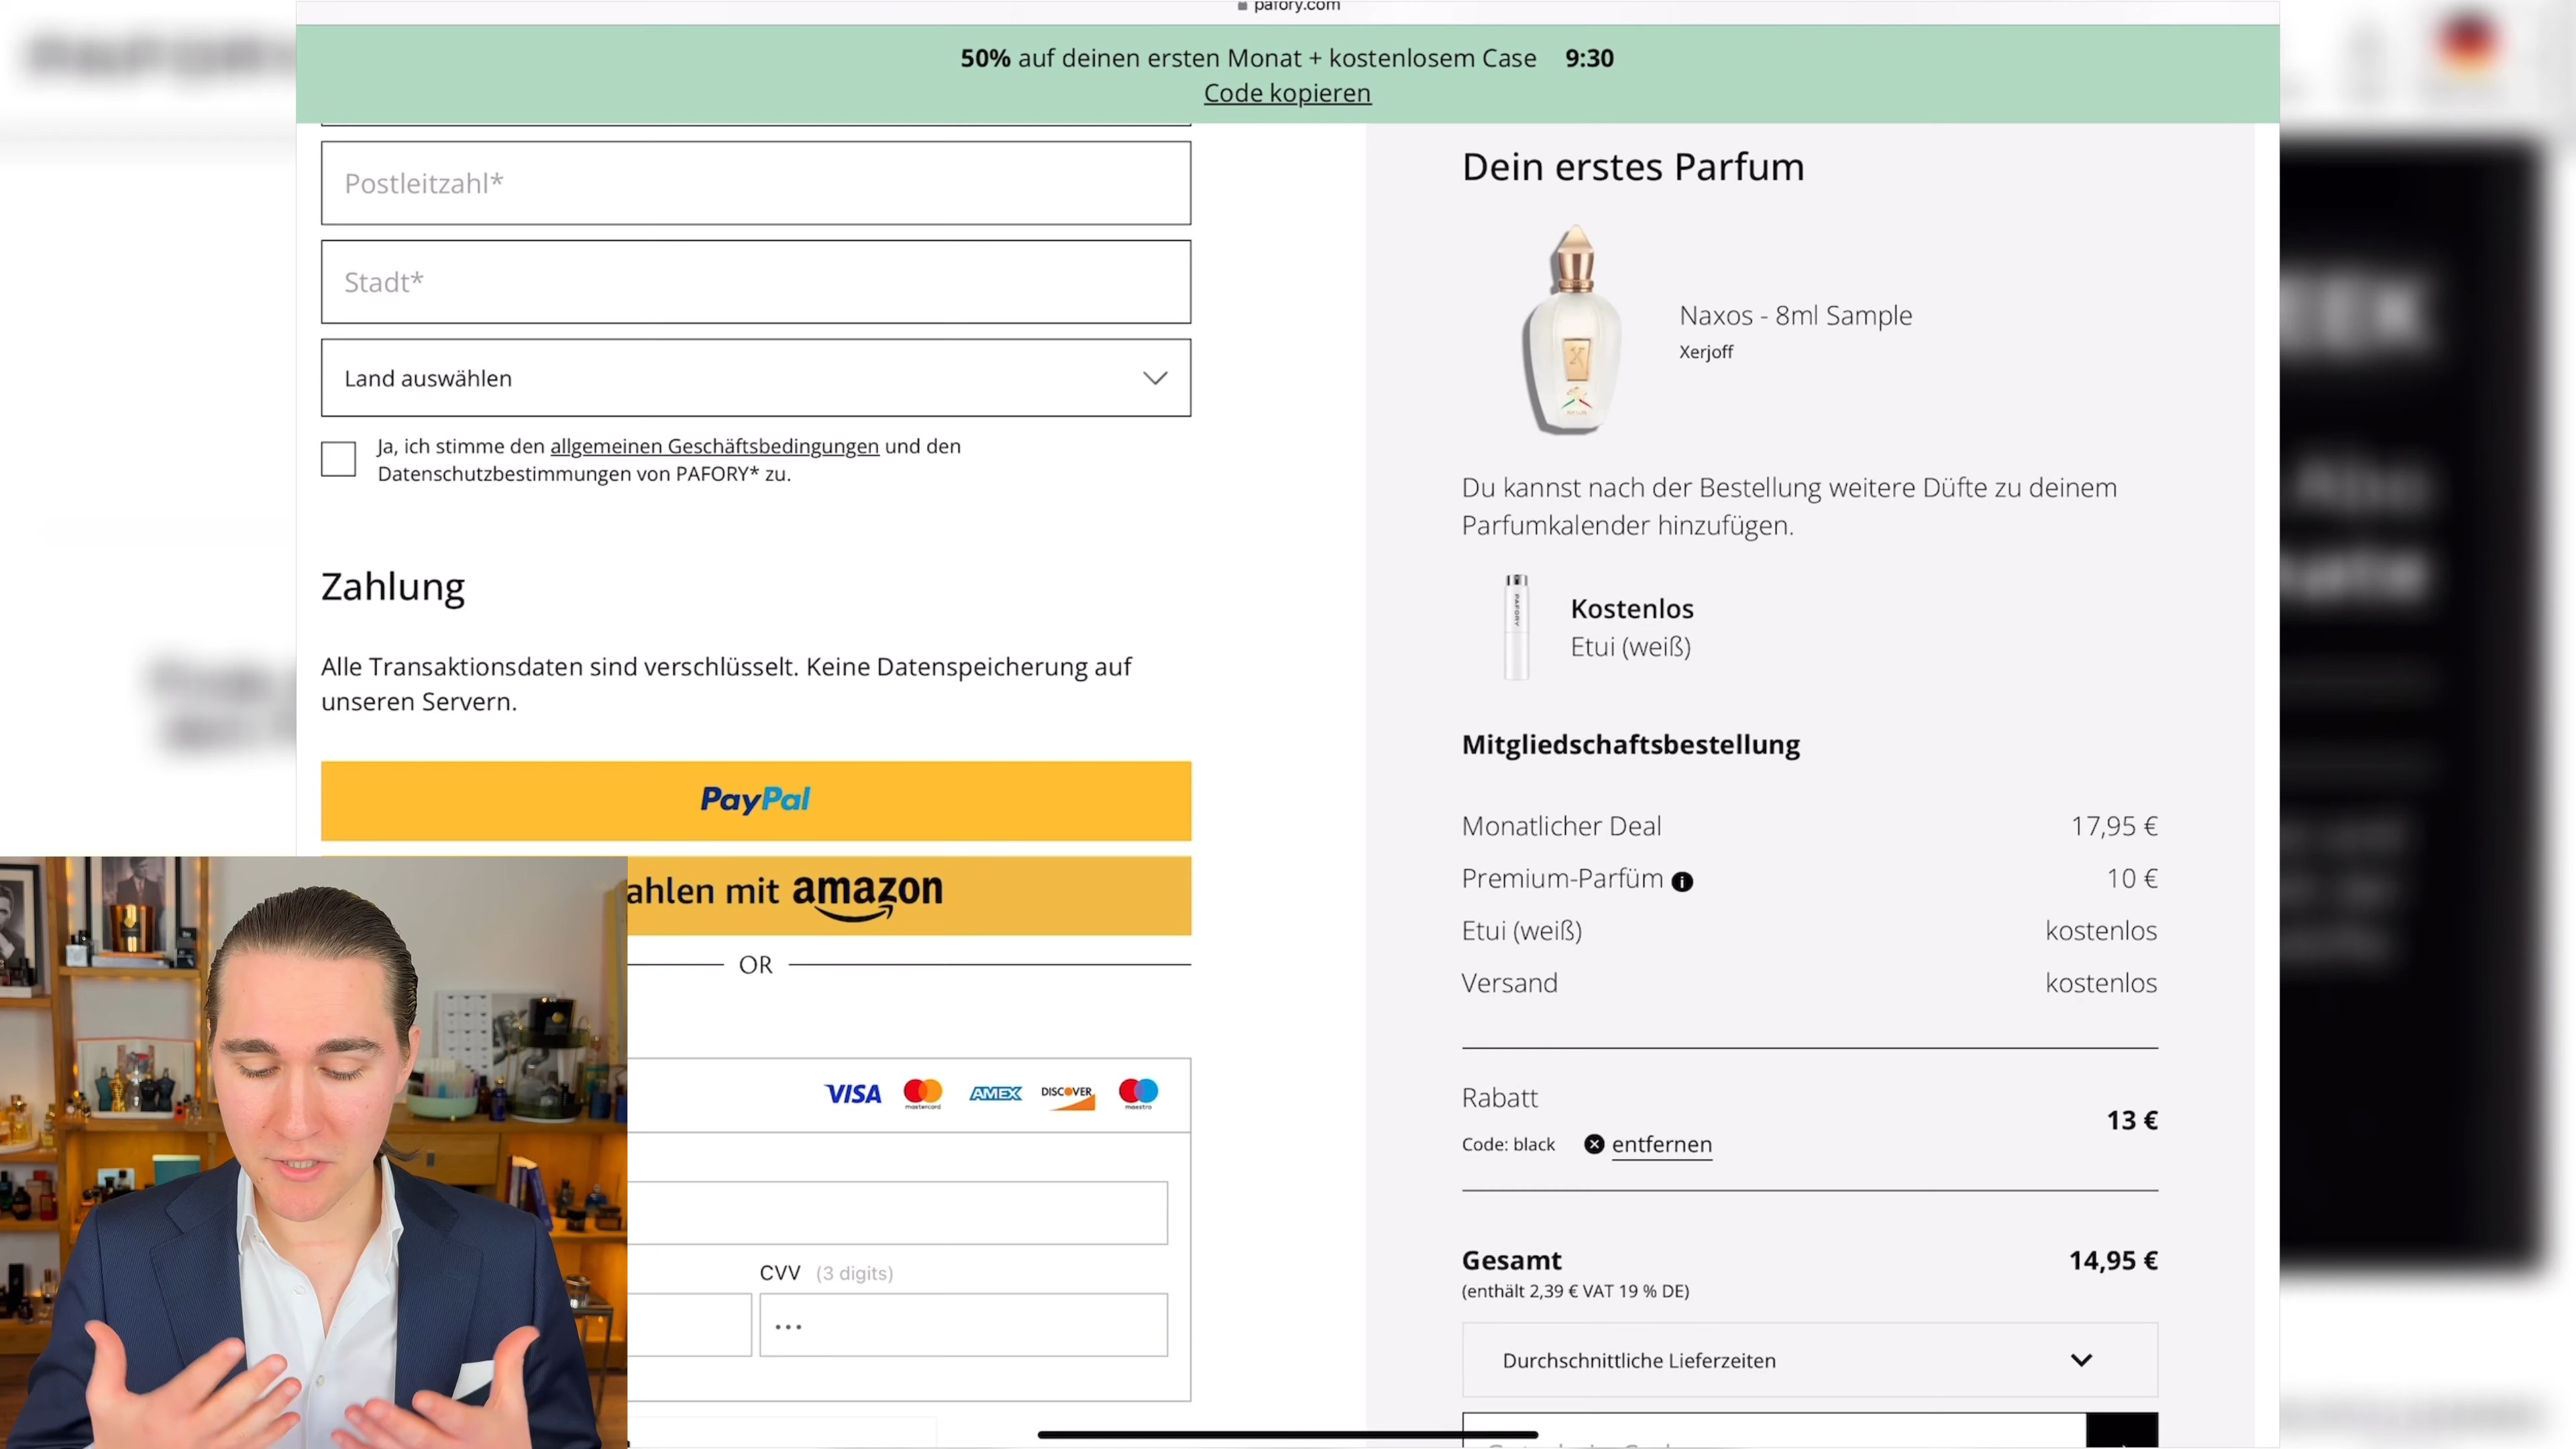 pafory.com
50% auf deinen ersten Monat + kostenlosem Case 9:30
Code kopieren
Postleitzahl*
Stadt*
Land auswählen
Ja, ich stimme den allgemeinen Geschäftsbedingungen und den
Datenschutzbestimmungen von PAFORY* zu.
Zahlung
Alle Transaktionsdaten sind verschlüsselt. Keine Datenspeicherung auf
unseren Servern.
PayPal
ahlen mit amazon
OR
VISA mastercard AMEX DISCOVER maestro
CVV (3 digits)
Dein erstes Parfum
Naxos - 8ml Sample
Xerjoff
Du kannst nach der Bestellung weitere Düfte zu deinem
Parfumkalender hinzufügen.
PAFORY
Kostenlos
Etui (weiß)
Mitgliedschaftsbestellung
Monatlicher Deal 17,95 €
Premium-Parfüm 10 €
Etui (weiß) kostenlos
Versand kostenlos
Rabatt
13 €
Code: black entfernen
Gesamt 14,95 €
(enthält 2,39 € VAT 19 % DE)
Durchschnittliche Lieferzeiten